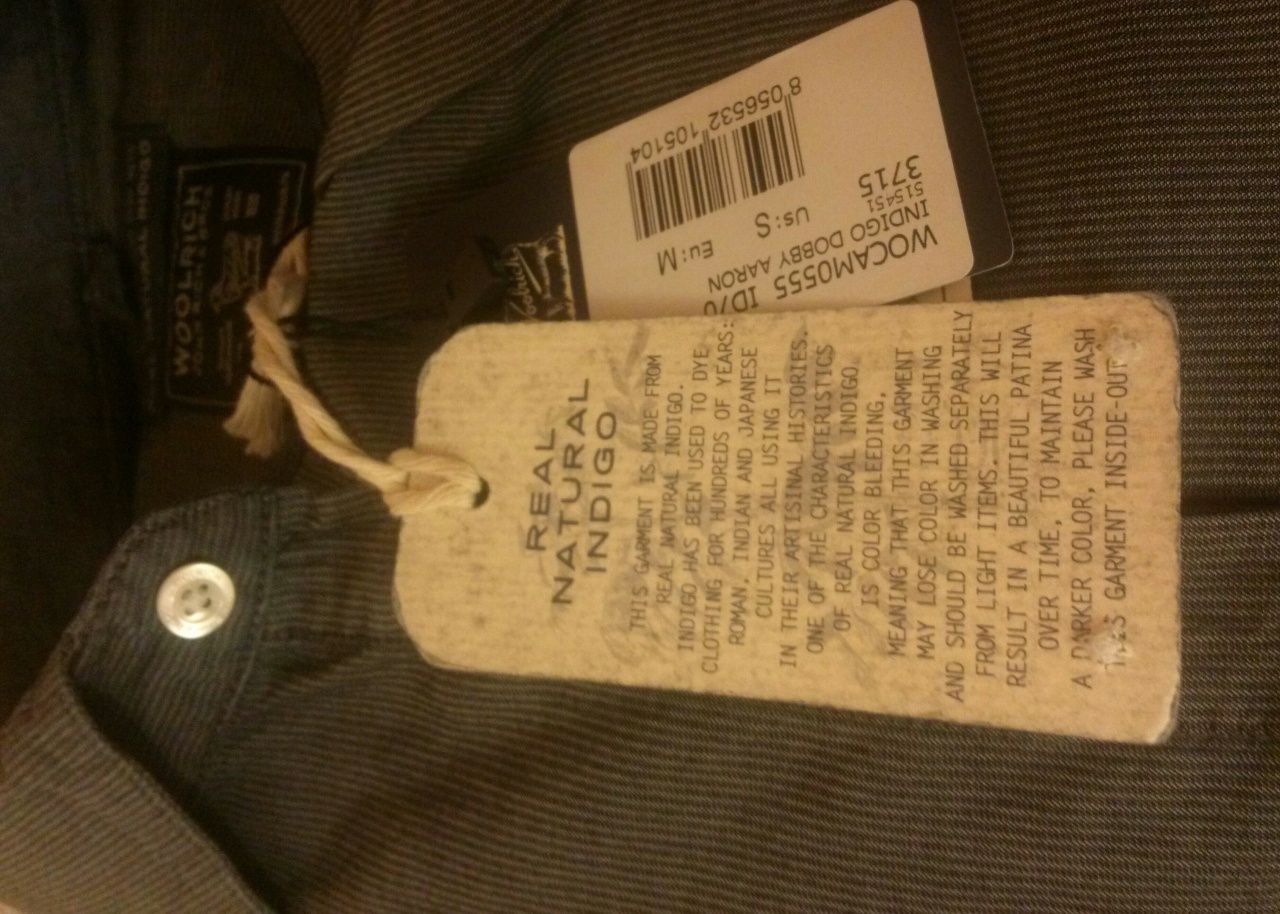 REAL
NATURAL
INDIGO
THIS GARMENT IS MADE FROM
REAL NATURAL INDIGO.
INDIGO HAS BEEN USED TO DYE
CLOTHING FOR HUNDREDS OF YEARS:
ROMAN, INDIAN AND JAPANESE
CULTURES ALL USING IT
IN THEIR ARTISINAL HISTORIES.
ONE OF THE CHARACTERISTICS
OF REAL NATURAL INDIGO,
IS COLOR BLEEDING,
MEANING THAT THIS GARMENT
MAY LOSE COLOR IN WASHING
AND SHOULD BE WASHED SEPARATELY
FROM LIGHT ITEMS. THIS WILL
RESULT IN A BEAUTIFUL PATINA
OVER TIME. TO MAINTAIN
A DARKER COLOR, PLEASE WASH
THIS GARMENT INSIDE-OUT
WOCAM0555 ID70
INDIGO DOBBY AARON
515451
3715
Eu: M
Us: S
8 056532 105104
WOOLRICH